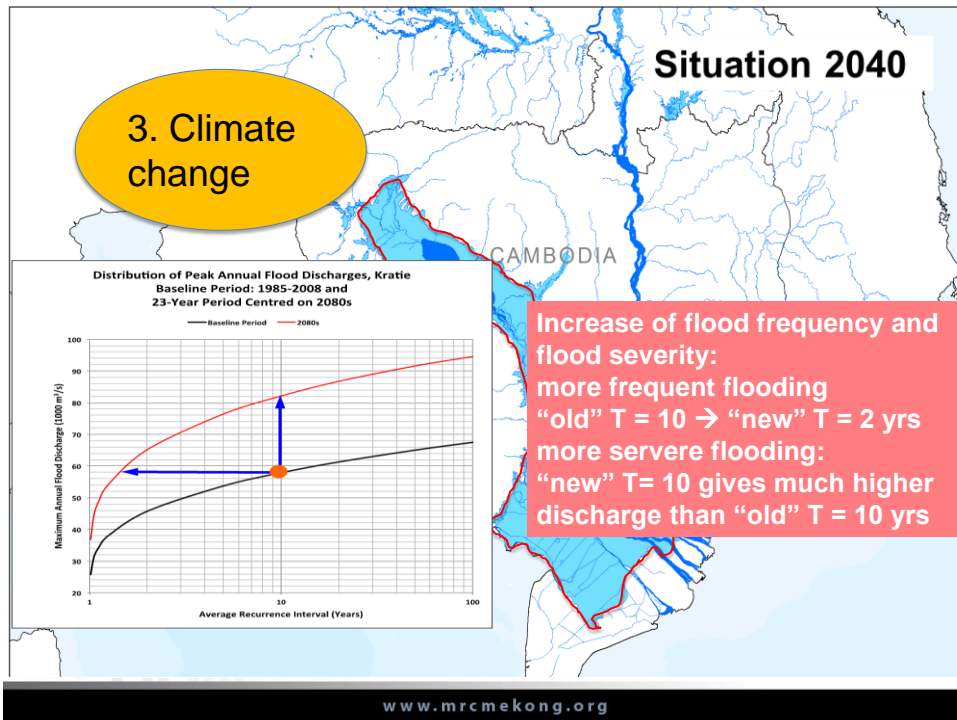 Situation 2040
3. Climate
change
CAMBODIA
Distribution of Peak Annual Flood Discharges, Kratie
Baseline Period: 1985-2008 and
23-Year Period Centred on 2080s
Baseline Period
2080s
Maximum Annual Flood Discharge (1000 m³/s)
100
90
80
70
60
50
40
30
20
1
10
100
Average Recurrence Interval (Years)
Increase of flood frequency and
flood severity:
more frequent flooding
“old” T = 10 → “new” T = 2 yrs
more servere flooding:
“new” T= 10 gives much higher
discharge than “old” T = 10 yrs
www.mrcmekong.org